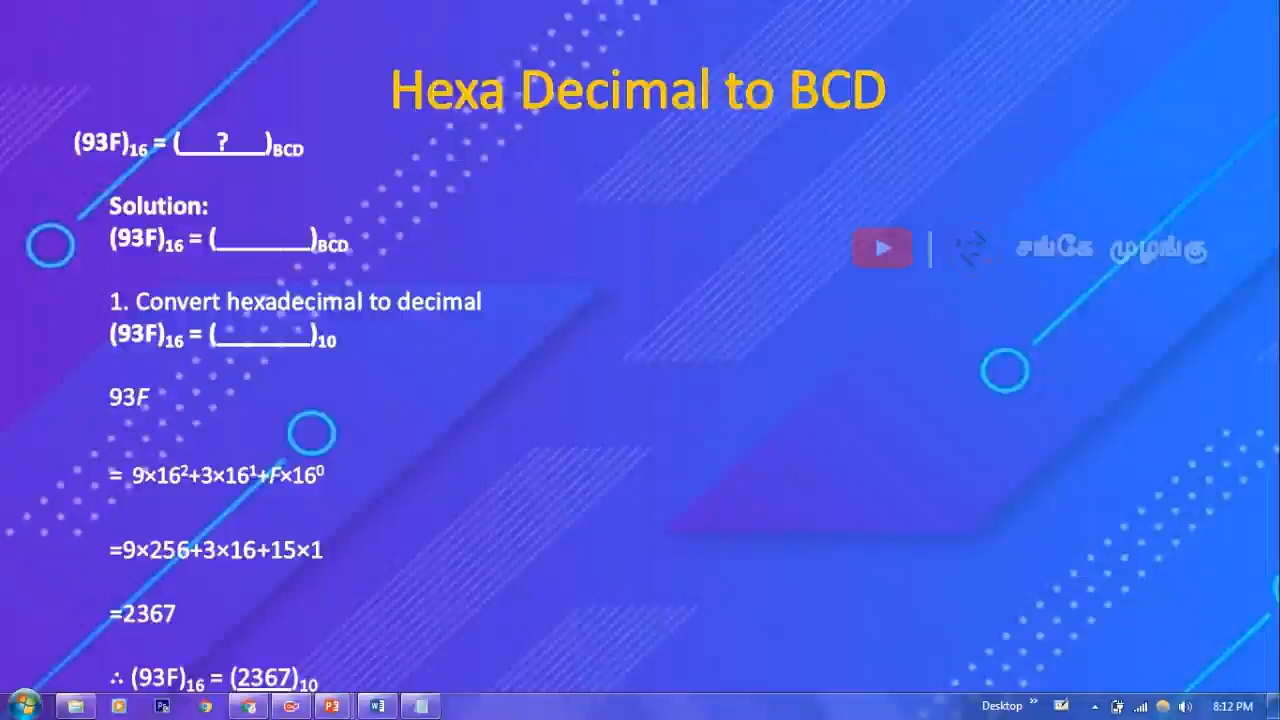 Hexa Decimal to BCD
(93F)₁₆ = (___?___)BCD
Solution:
(93F)₁₆ = (________)BCD
சங்கே முழங்கு
1. Convert hexadecimal to decimal
(93F)₁₆ = (________)₁₀
93F
= 9×16²+3×16¹+F×16⁰
=9×256+3×16+15×1
=2367
∴ (93F)₁₆ = (2367)₁₀
Desktop
8:12 PM